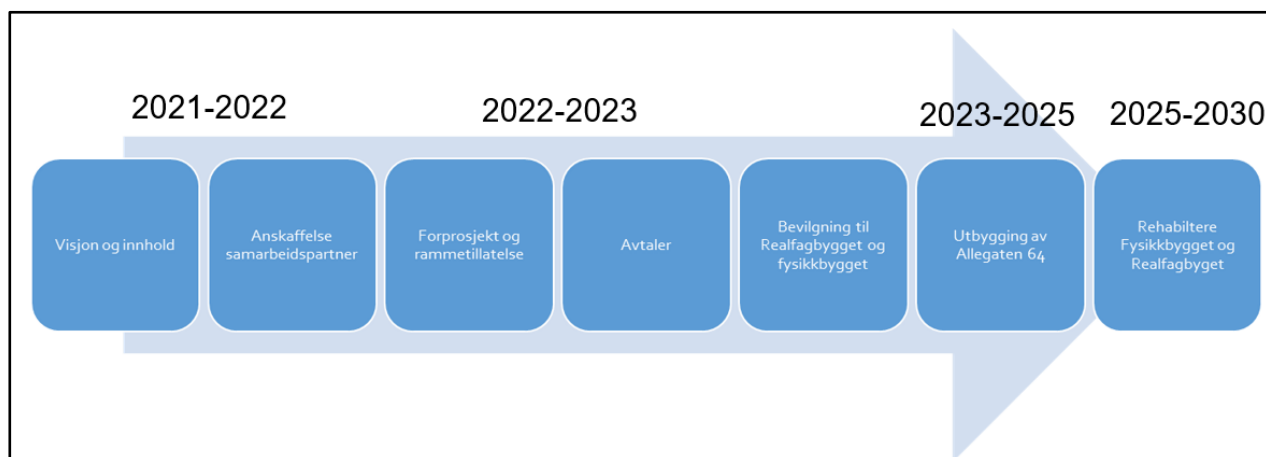 2021-2022
2022-2023
2023-2025
2025-2030
Visjon og innhold
Anskaffelse
samarbeidspartner
Forprosjekt og
rammetillatelse
Avtaler
Bevilgning til
Realfagbygget og
fysikkbygget
Utbygging av
Allegaten 64
Rehabiltere
Fysikkbygget og
Realfagbyget